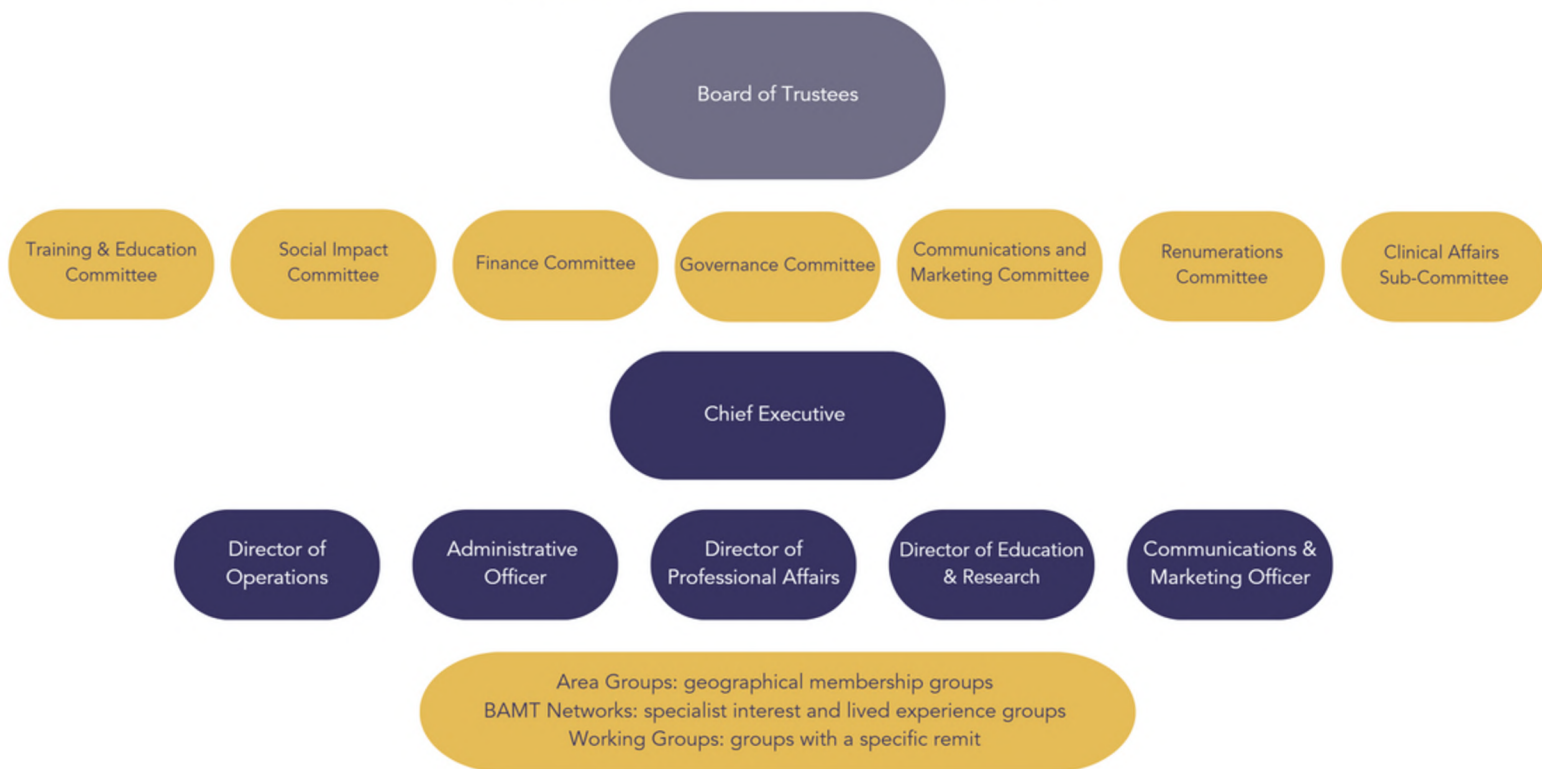 Board of Trustees
Training & Education
Committee
Social Impact
Committee
Finance Committee
Governance Committee
Communications and
Marketing Committee
Renumerations
Committee
Clinical Affairs
Sub-Committee
Chief Executive
Director of
Operations
Administrative
Officer
Director of
Professional Affairs
Director of Education
& Research
Communications &
Marketing Officer
Area Groups: geographical membership groups
BAMT Networks: specialist interest and lived experience groups
Working Groups: groups with a specific remit